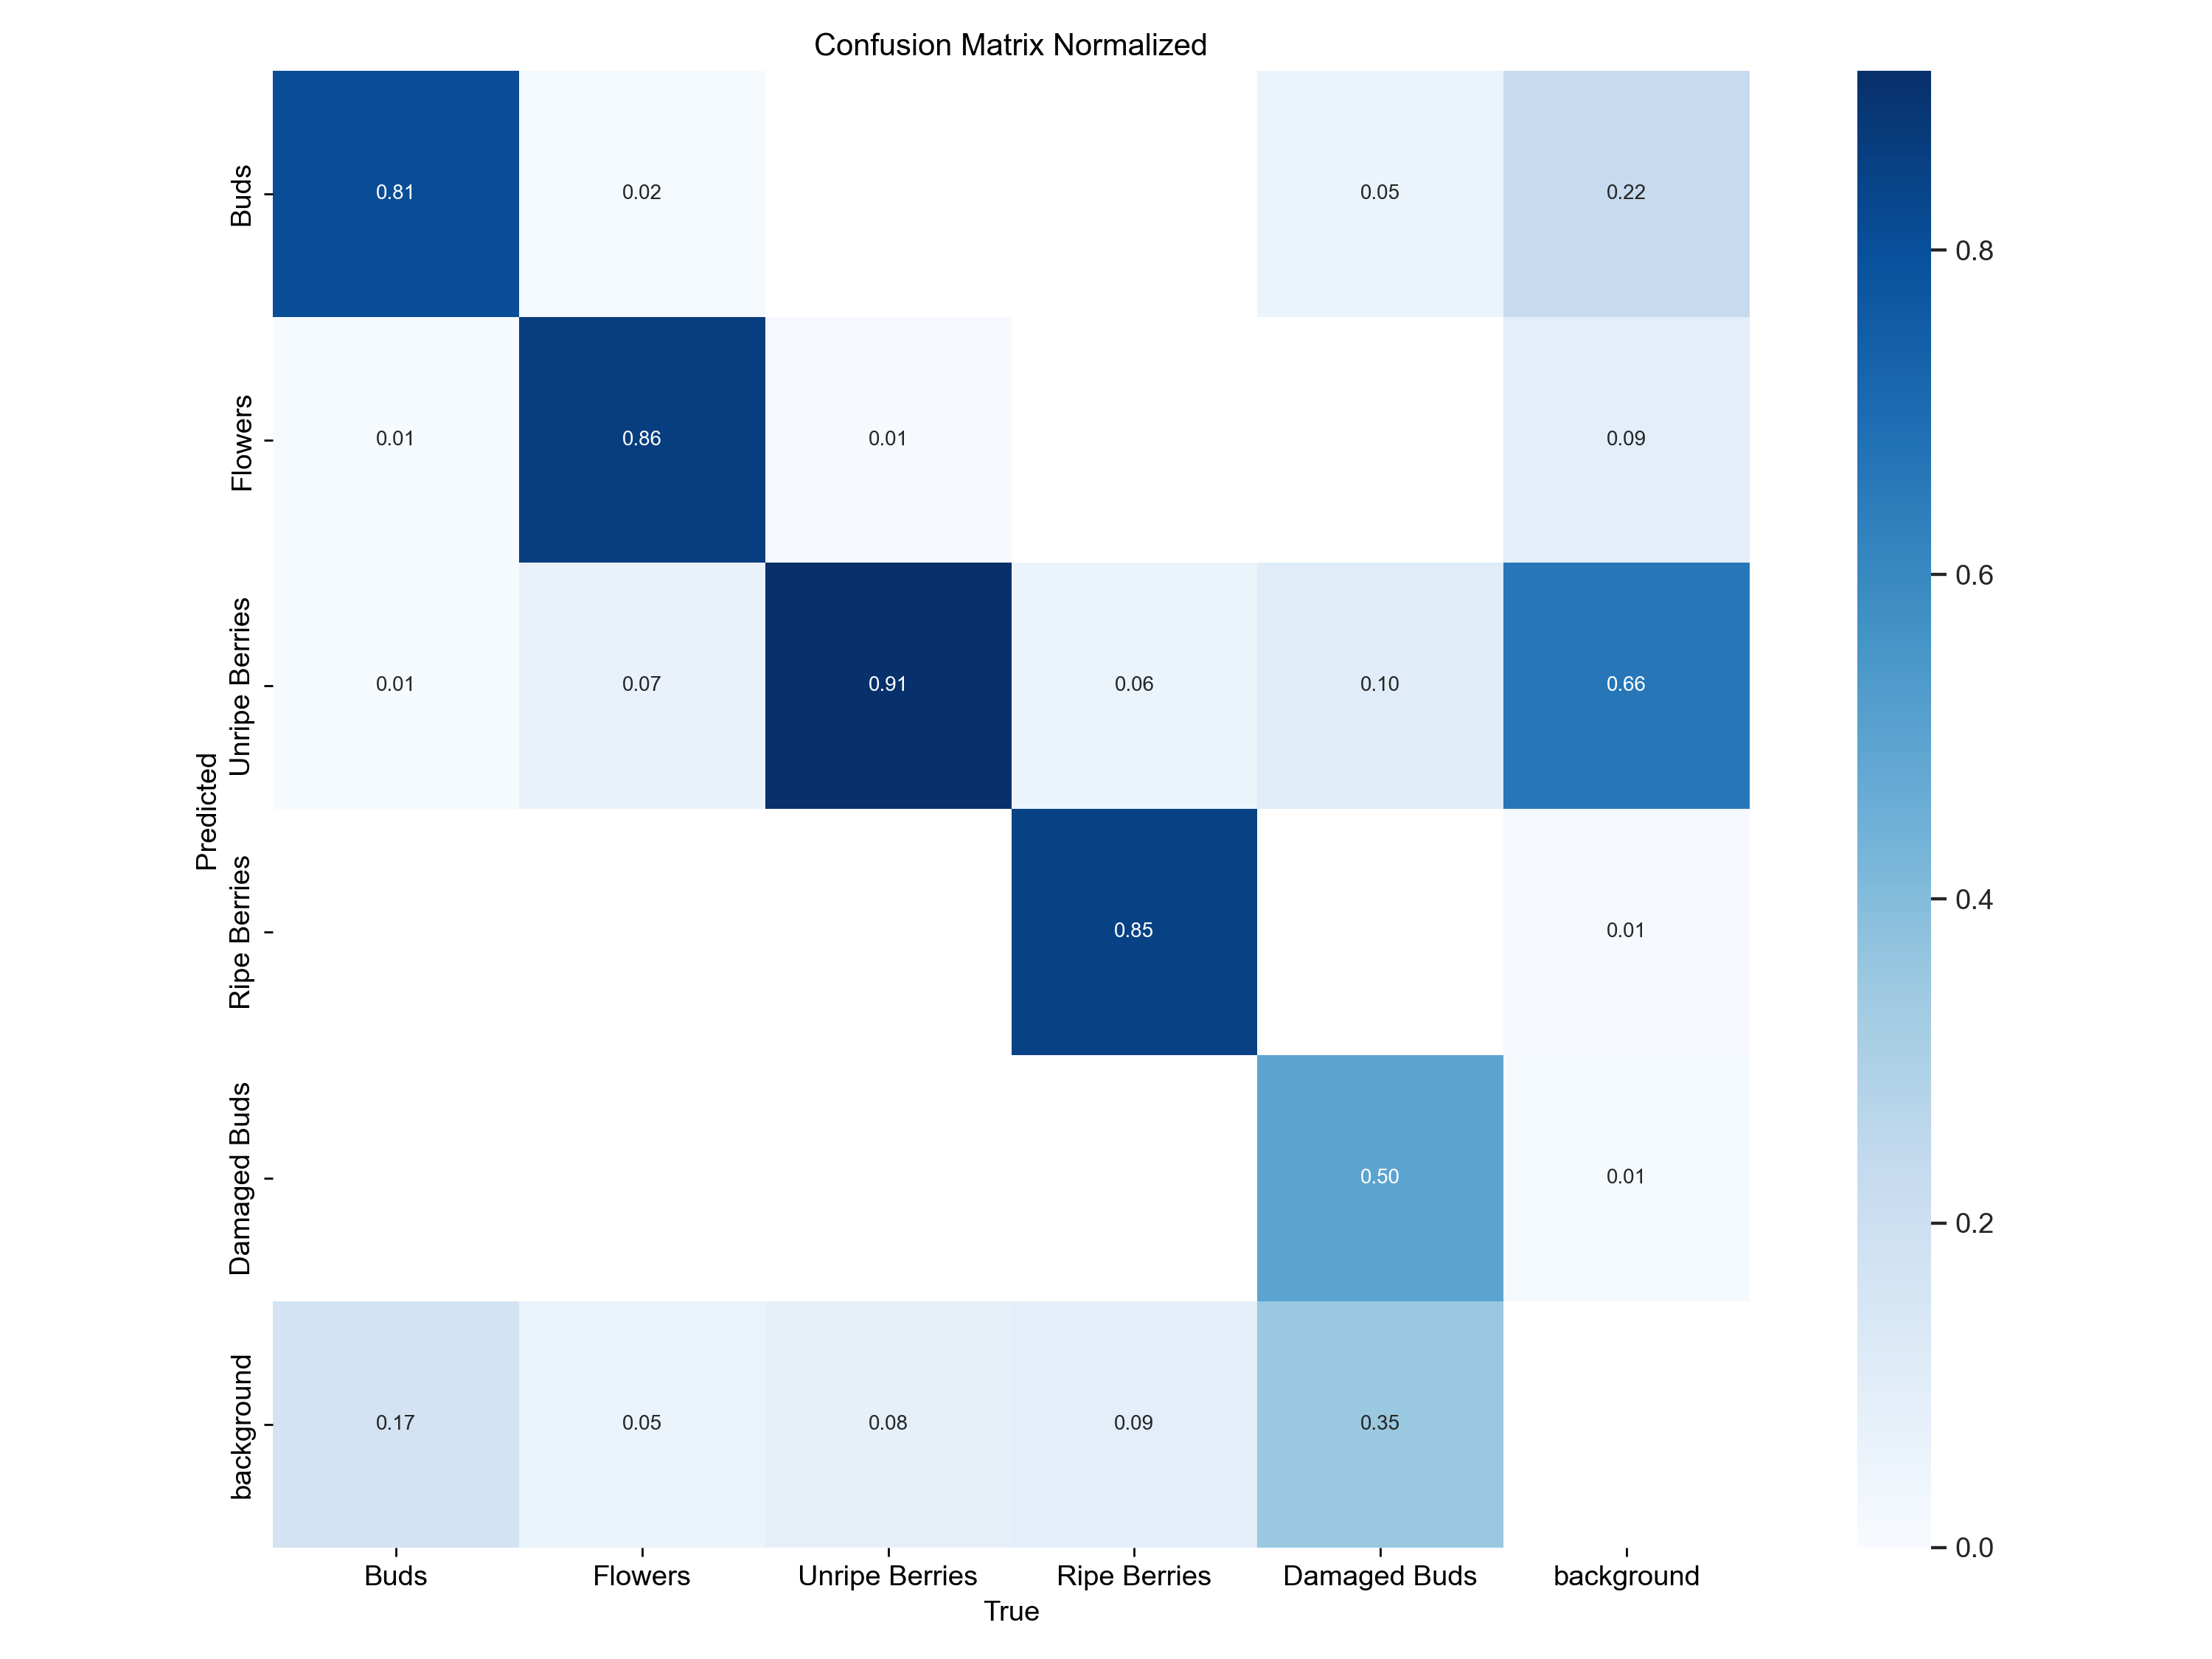 Confusion Matrix Normalized
Buds
0.81
0.02
0.05
0.22
Flowers
0.01
0.86
0.01
0.09
Unripe Berries
0.01
0.07
0.91
0.06
0.10
0.66
Ripe Berries
0.85
0.01
Damaged Buds
0.50
0.01
background
0.17
0.05
0.08
0.09
0.35
Predicted
Buds
Flowers
Unripe Berries
Ripe Berries
Damaged Buds
background
True
0.8
0.6
0.4
0.2
0.0